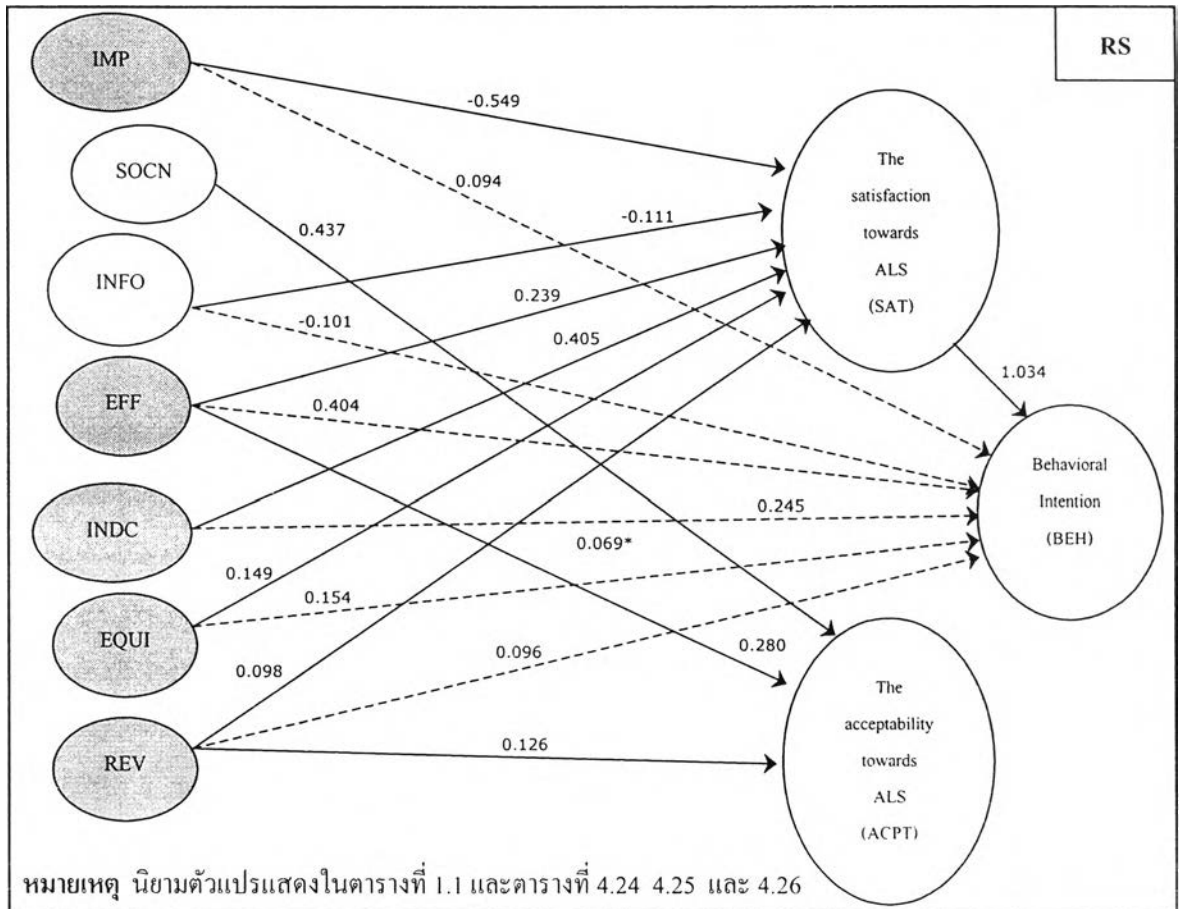 RS
IMP
-0.549
SOCN
0.094
0.437
-0.111
INFO
0.239
-0.101
0.405
EFF
0.404
INDC
0.245
0.069*
0.149
0.154
EQUI
0.098
0.096
0.280
REV
0.126
The
satisfaction
towards
ALS
(SAT)
1.034
Behavioral
Intention
(BEH)
The
acceptability
towards
ALS
(ACPT)
หมายเหตุ นิยามตัวแปรแสดงในตารางที่ 1.1 และตารางที่ 4.24 4.25 และ 4.26